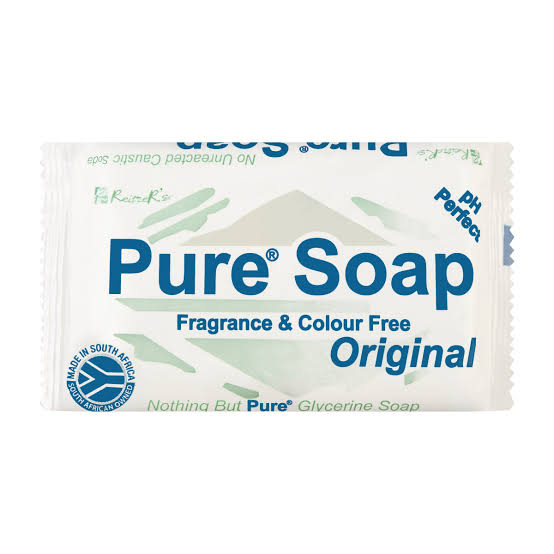 Pure® Soap
No Unreacted Caustic Soda
ReitzeR's®
pH
Perfect
Pure® Soap
Fragrance & Colour Free
Original
MADE IN SOUTH AFRICA
SOUTH AFRICAN OWNED
Nothing But Pure® Glycerine Soap